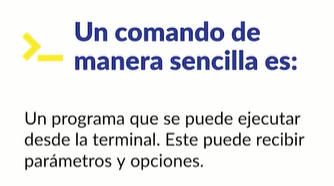 Un comando de
manera sencilla es:
Un programa que se puede ejecutar
desde la terminal. Este puede recibir
parámetros y opciones.